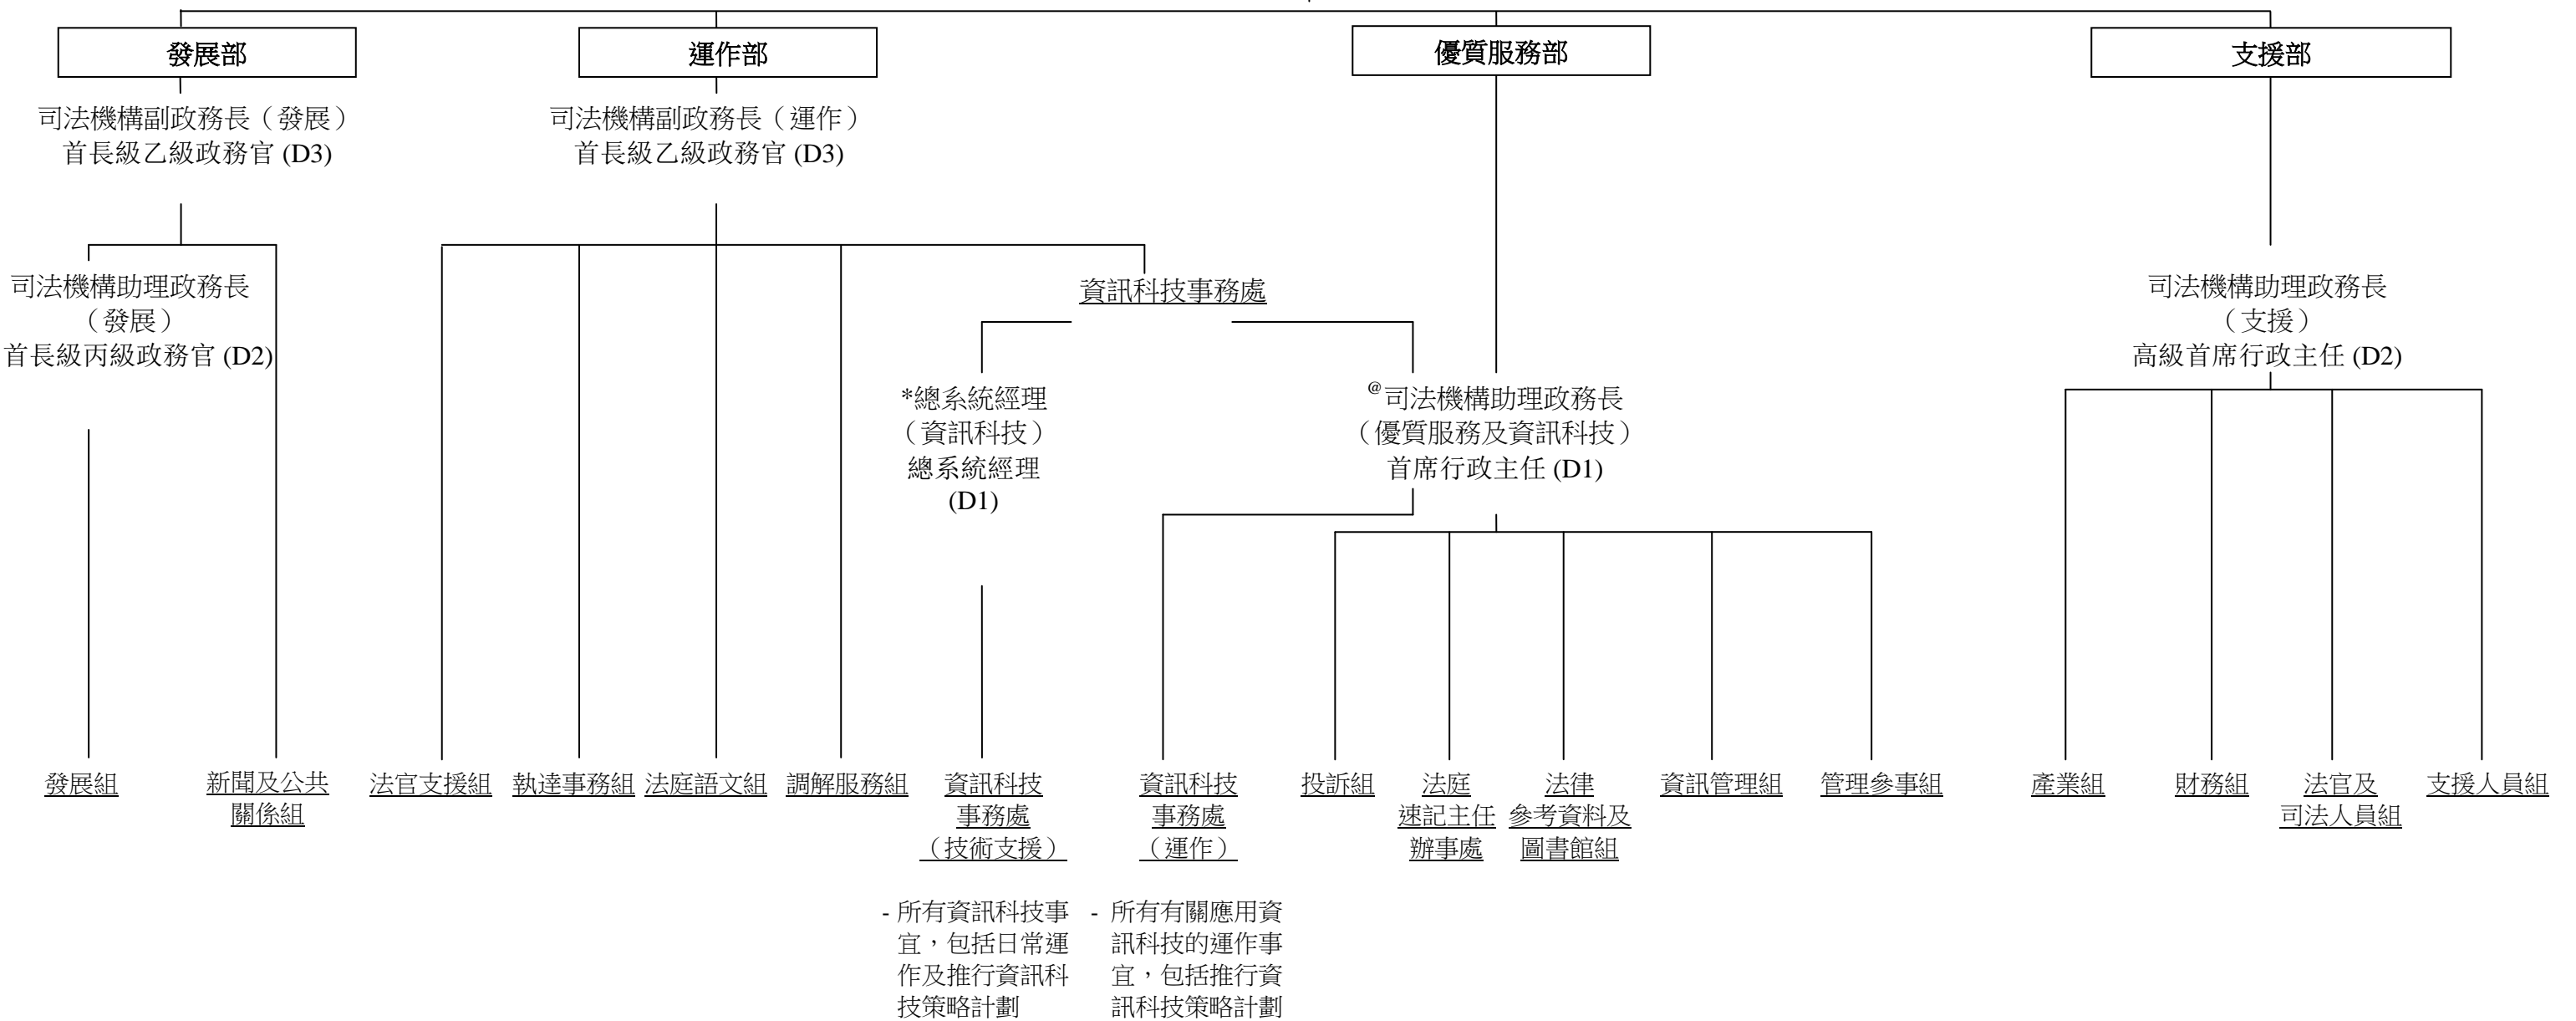 發展部
運作部
優質服務部
支援部
司法機構副政務長（發展）
首長級乙級政務官 (D3)
司法機構副政務長（運作）
首長級乙級政務官 (D3)
司法機構助理政務長
（發展）
首長級丙級政務官 (D2)
資訊科技事務處
司法機構助理政務長
（支援）
高級首席行政主任 (D2)
*總系統經理
（資訊科技）
總系統經理
(D1)
@司法機構助理政務長
（優質服務及資訊科技）
首席行政主任 (D1)
發展組
新聞及公共
關係組
法官支援組
執達事務組
法庭語文組
調解服務組
資訊科技
事務處
（技術支援）
資訊科技
事務處
（運作）
投訴組
法庭
速記主任
辦事處
法律
參考資料及
圖書館組
資訊管理組
管理參事組
產業組
財務組
法官及
司法人員組
支援人員組
- 所有資訊科技事
宜，包括日常運
作及推行資訊科
技策略計劃
- 所有有關應用資
訊科技的運作事
宜，包括推行資
訊科技策略計劃